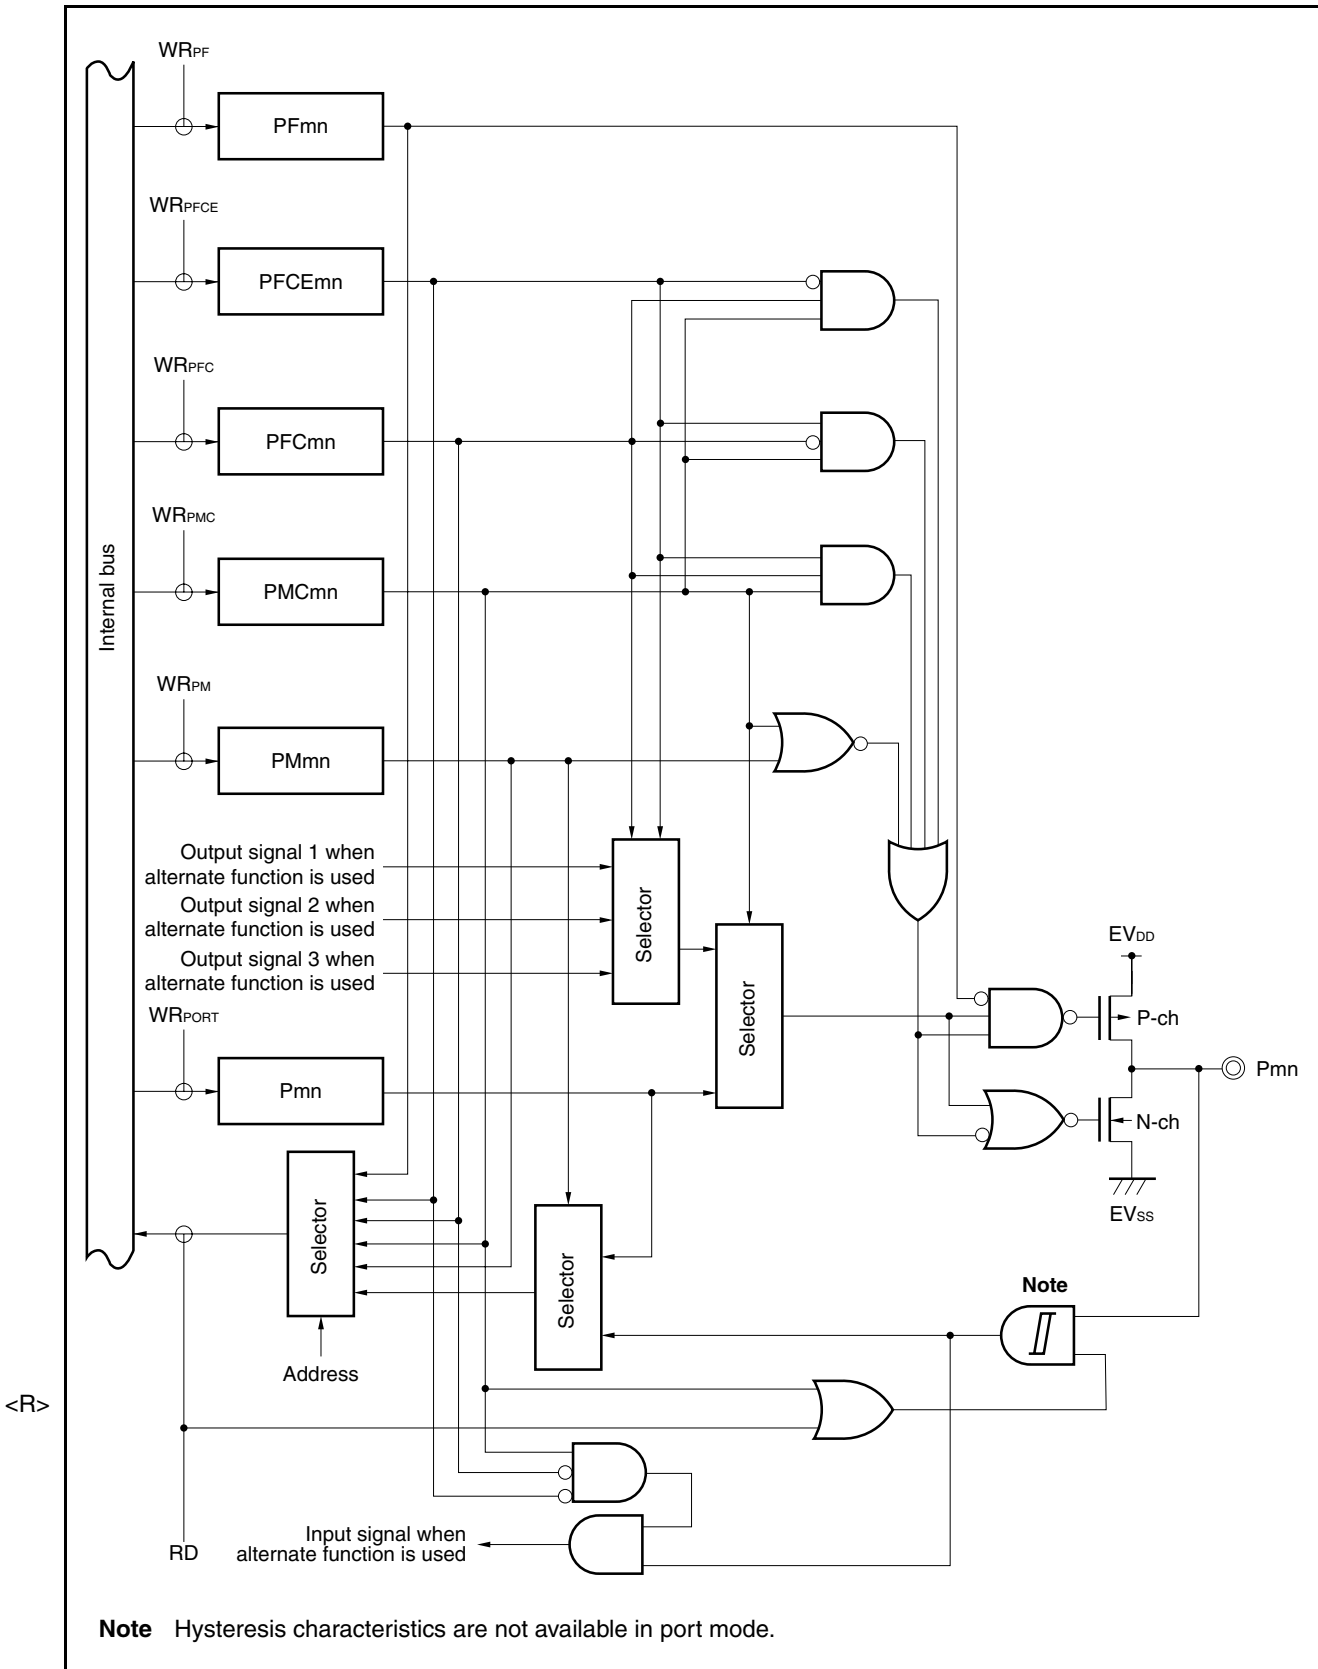 WRPF
PFmn
WRPFCE
PFCEmn
WRPFC
PFCmn
WRPMC
Internal bus
PMCmn
WRPM
PMmn
Output signal 1 when
alternate function is used
Output signal 2 when
alternate function is used
Output signal 3 when
alternate function is used
Selector
Selector
EVDD
P-ch
WRPORT
Pmn
Pmn
N-ch
EVSS
Selector
Selector
Note
Address
<R>
Input signal when
alternate function is used
RD
Note Hysteresis characteristics are not available in port mode.